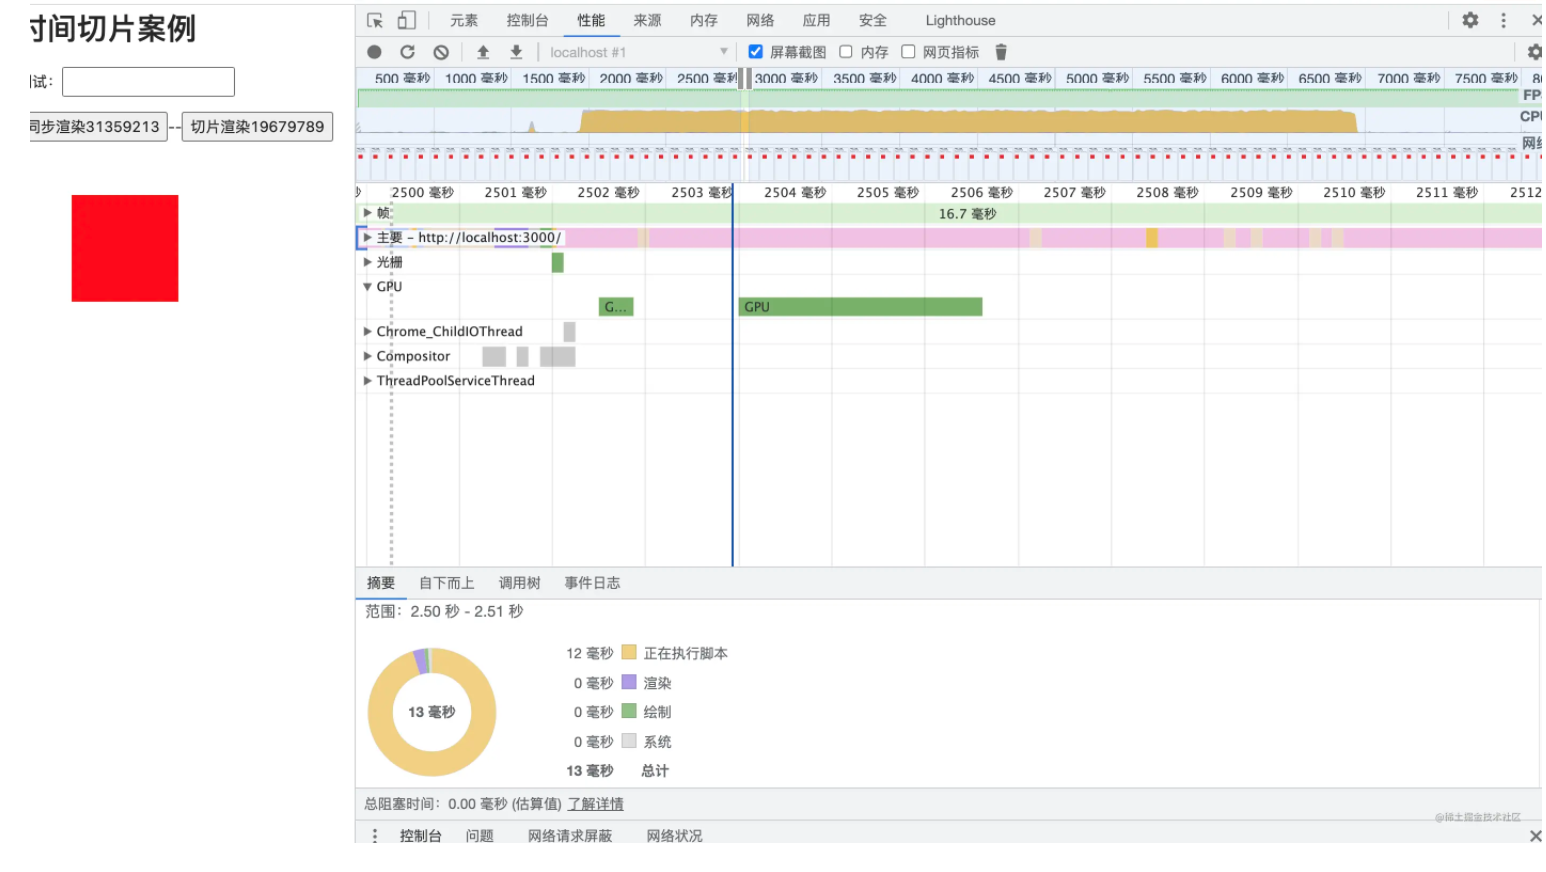 时间切片案例
试：
同步渲染31359213--切片渲染19679789
元素 控制台 性能 来源 内存 网络 应用 安全 Lighthouse
localhost #1 屏幕截图 内存 网页指标
500 毫秒 1000 毫秒 1500 毫秒 2000 毫秒 2500 毫秒 3000 毫秒 3500 毫秒 4000 毫秒 4500 毫秒 5000 毫秒 5500 毫秒 6000 毫秒 6500 毫秒 7000 毫秒 7500 毫秒
FP
CPU
网络
2500 毫秒 2501 毫秒 2502 毫秒 2503 毫秒 2504 毫秒 2505 毫秒 2506 毫秒 2507 毫秒 2508 毫秒 2509 毫秒 2510 毫秒 2511 毫秒 2512
帧 16.7 毫秒
主要 – http://localhost:3000/
光栅
GPU
G... GPU
Chrome_ChildIOThread
Compositor
ThreadPoolServiceThread
摘要 自下而上 调用树 事件日志
范围：2.50 秒 - 2.51 秒
12 毫秒 正在执行脚本
0 毫秒 渲染
13 毫秒
0 毫秒 绘制
0 毫秒 系统
13 毫秒 总计
总阻塞时间：0.00 毫秒 (估算值) 了解详情
@稀土掘金技术社区
控制台 问题 网络请求屏蔽 网络状况